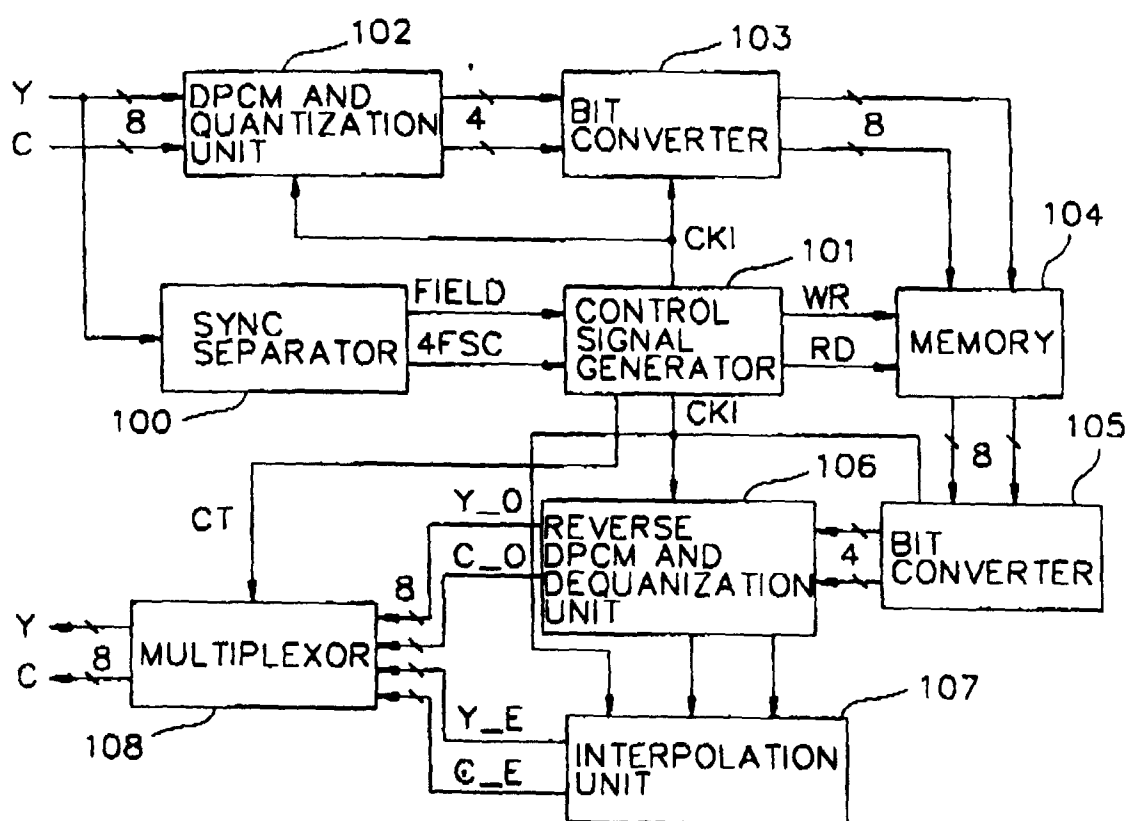 102
103
Y
8
DPCM AND
QUANTIZATION
UNIT
4
BIT
CONVERTER
8
C
CKI
104
101
FIELD
4FSC
SYNC
SEPARATOR
CONTROL
SIGNAL
GENERATOR
WR
RD
MEMORY
100
CKI
8
105
106
CT
Y_O
C_O
8
REVERSE
DPCM AND
DEQUANIZATION
UNIT
4
BIT
CONVERTER
Y
8
C
MULTIPLEXOR
108
Y_E
C_E
107
INTERPOLATION
UNIT